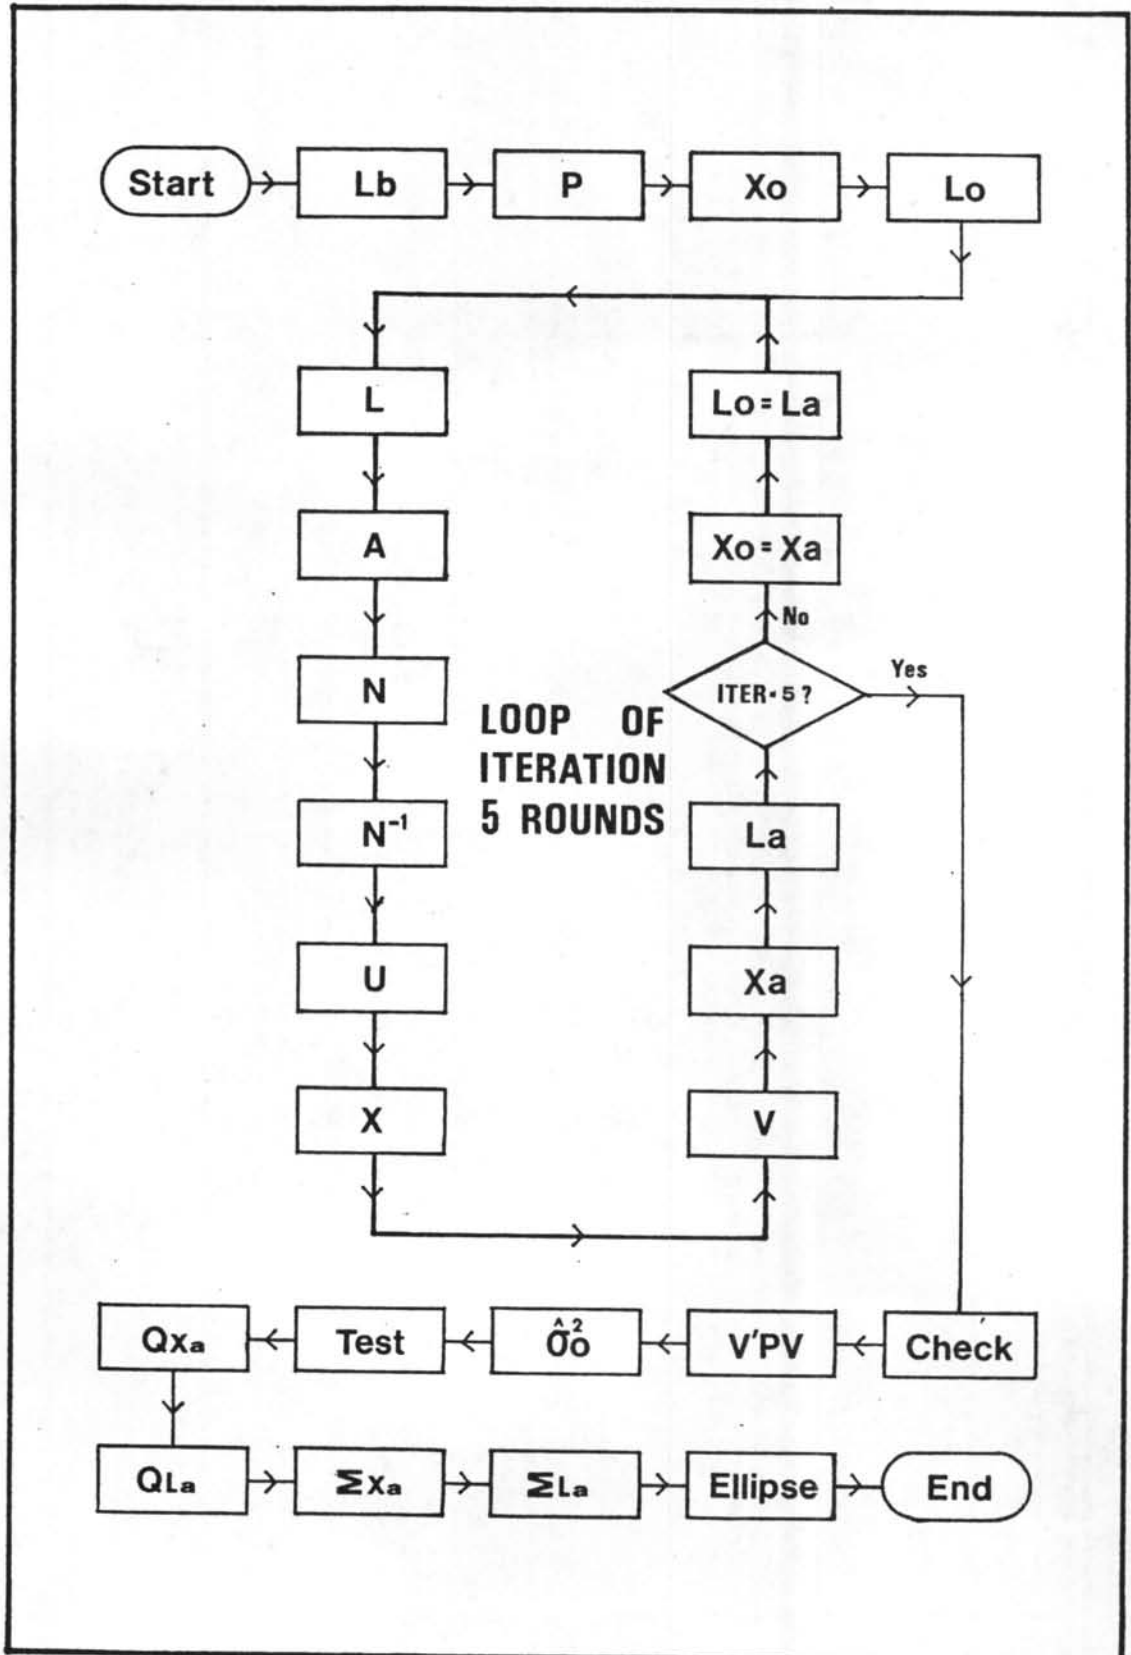 Start
Lb
P
Xo
Lo
L
A
N
N⁻¹
U
X
LOOP OF
ITERATION
5 ROUNDS
V
Xa
La
ITER=5?
No
Yes
Xo=Xa
Lo=La
Check
V'PV
σ̂o²
Test
Qxa
QLa
Σxa
ΣLa
Ellipse
End